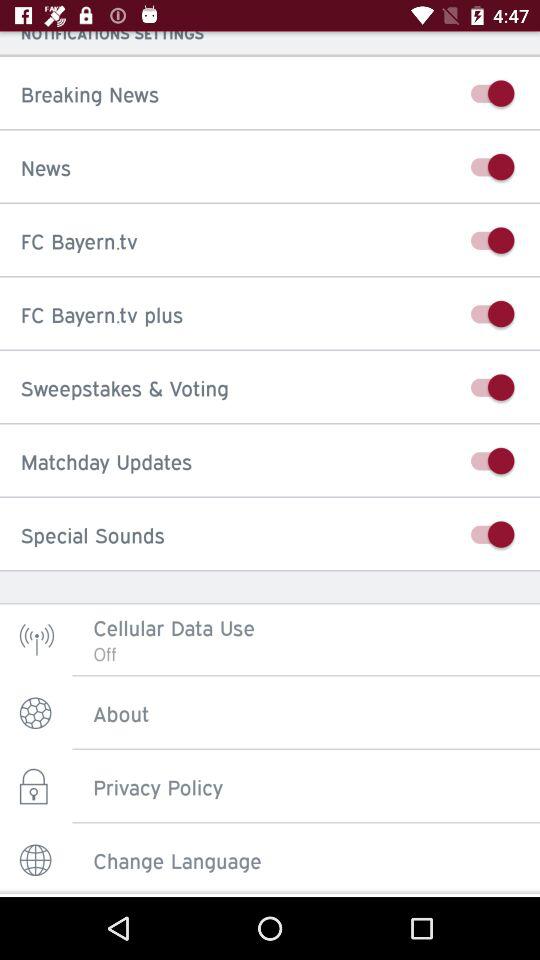 4:47
NOTIFICATIONS SETTINGS
Breaking News
News
FC Bayern.tv
FC Bayern.tv plus
Sweepstakes & Voting
Matchday Updates
Special Sounds
Cellular Data Use
Off
About
Privacy Policy
Change Language